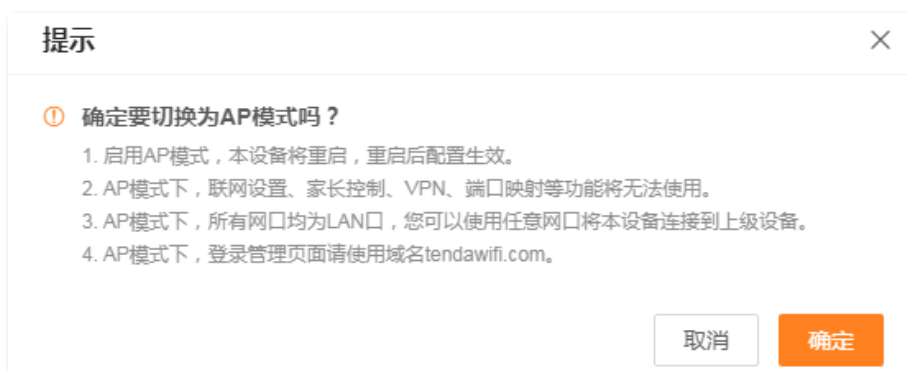 提示
确定要切换为AP模式吗？
1. 启用AP模式，本设备将重启，重启后配置生效。
2. AP模式下，联网设置、家长控制、VPN、端口映射等功能将无法使用。
3. AP模式下，所有网口均为LAN口，您可以使用任意网口将本设备连接到上级设备。
4. AP模式下，登录管理页面请使用域名tendawifi.com。
取消 确定